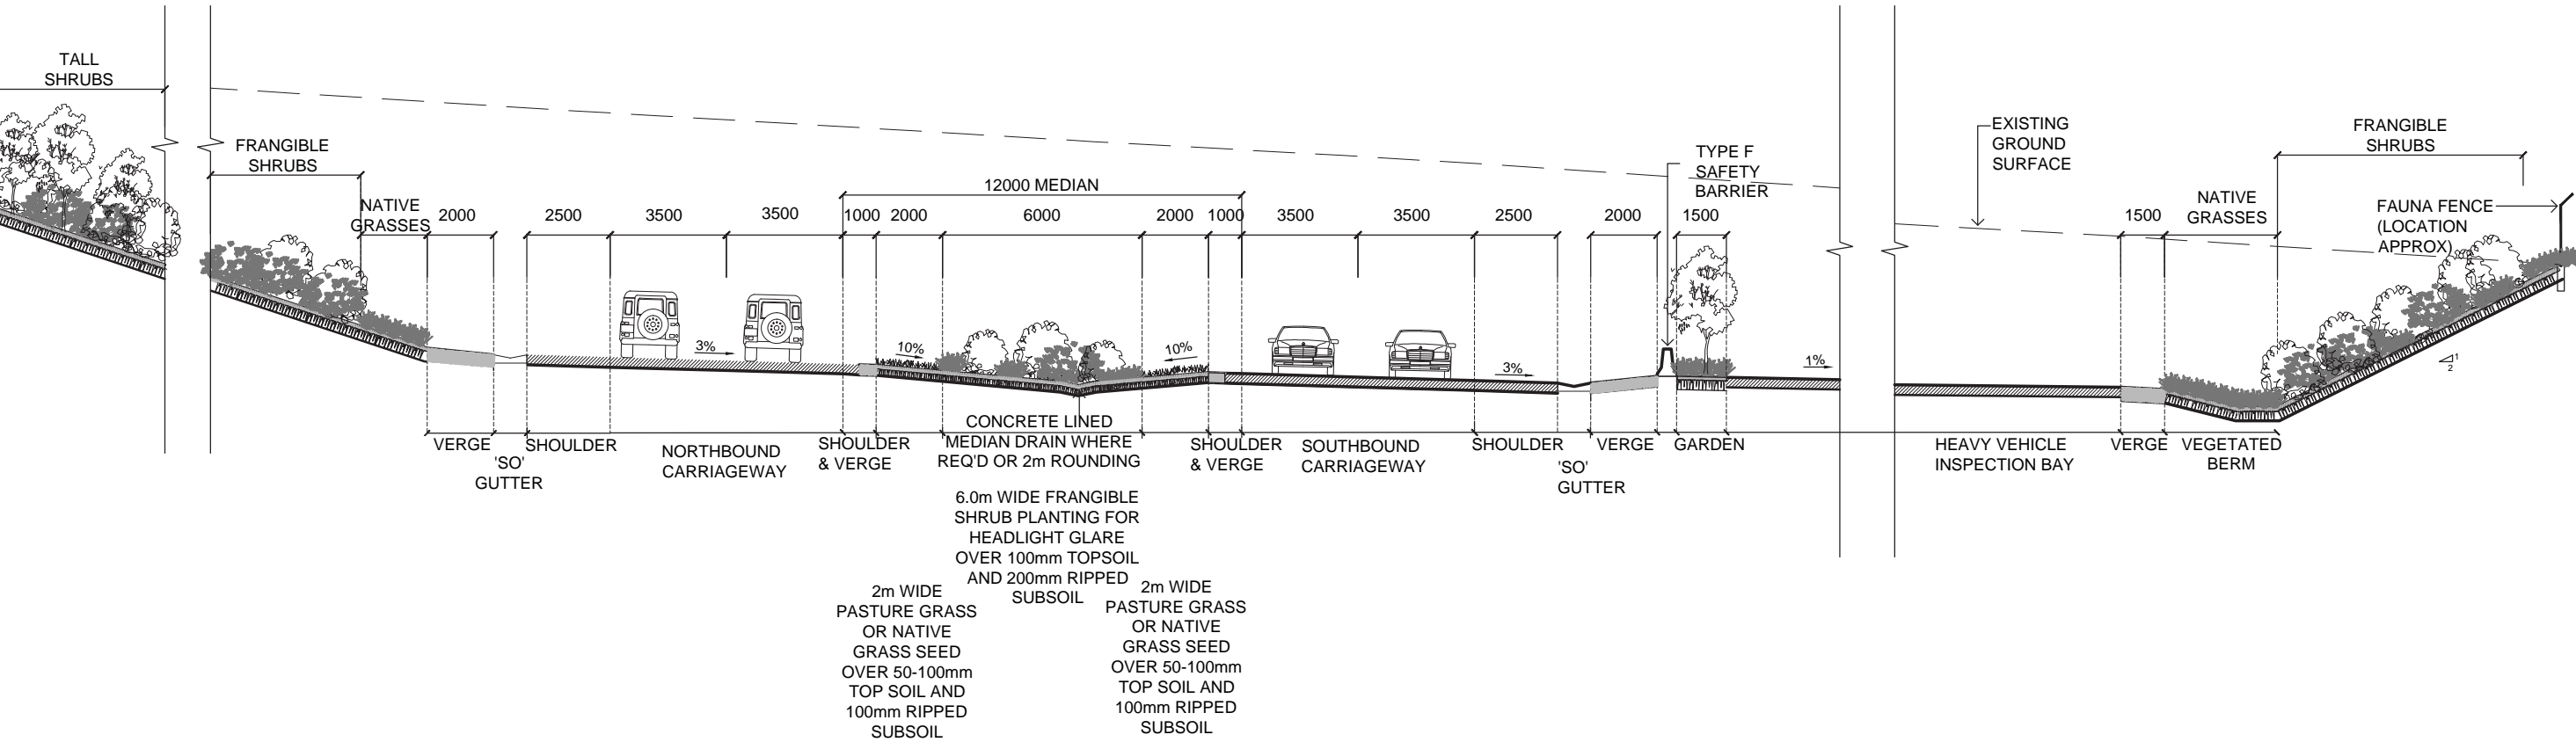 TALL
SHRUBS
FRANGIBLE
SHRUBS
NATIVE
GRASSES
12000 MEDIAN
TYPE F
SAFETY
BARRIER
EXISTING
GROUND
SURFACE
FRANGIBLE
SHRUBS
NATIVE
GRASSES
FAUNA FENCE
(LOCATION
APPROX)
2000 2500 3500 3500 1000 2000 6000 2000 1000 3500 3500 2500 2000 1500 1500
3% 10% 10% 3% 1%
1
2
VERGE
'SO'
GUTTER
SHOULDER
NORTHBOUND
CARRIAGEWAY
SHOULDER
& VERGE
CONCRETE LINED
MEDIAN DRAIN WHERE
REQ'D OR 2m ROUNDING
SHOULDER
& VERGE
SOUTHBOUND
CARRIAGEWAY
SHOULDER
'SO'
GUTTER
VERGE
GARDEN
HEAVY VEHICLE
INSPECTION BAY
VERGE
VEGETATED
BERM
6.0m WIDE FRANGIBLE
SHRUB PLANTING FOR
HEADLIGHT GLARE
OVER 100mm TOPSOIL
AND 200mm RIPPED
SUBSOIL
2m WIDE
PASTURE GRASS
OR NATIVE
GRASS SEED
OVER 50-100mm
TOP SOIL AND
100mm RIPPED
SUBSOIL
2m WIDE
PASTURE GRASS
OR NATIVE
GRASS SEED
OVER 50-100mm
TOP SOIL AND
100mm RIPPED
SUBSOIL